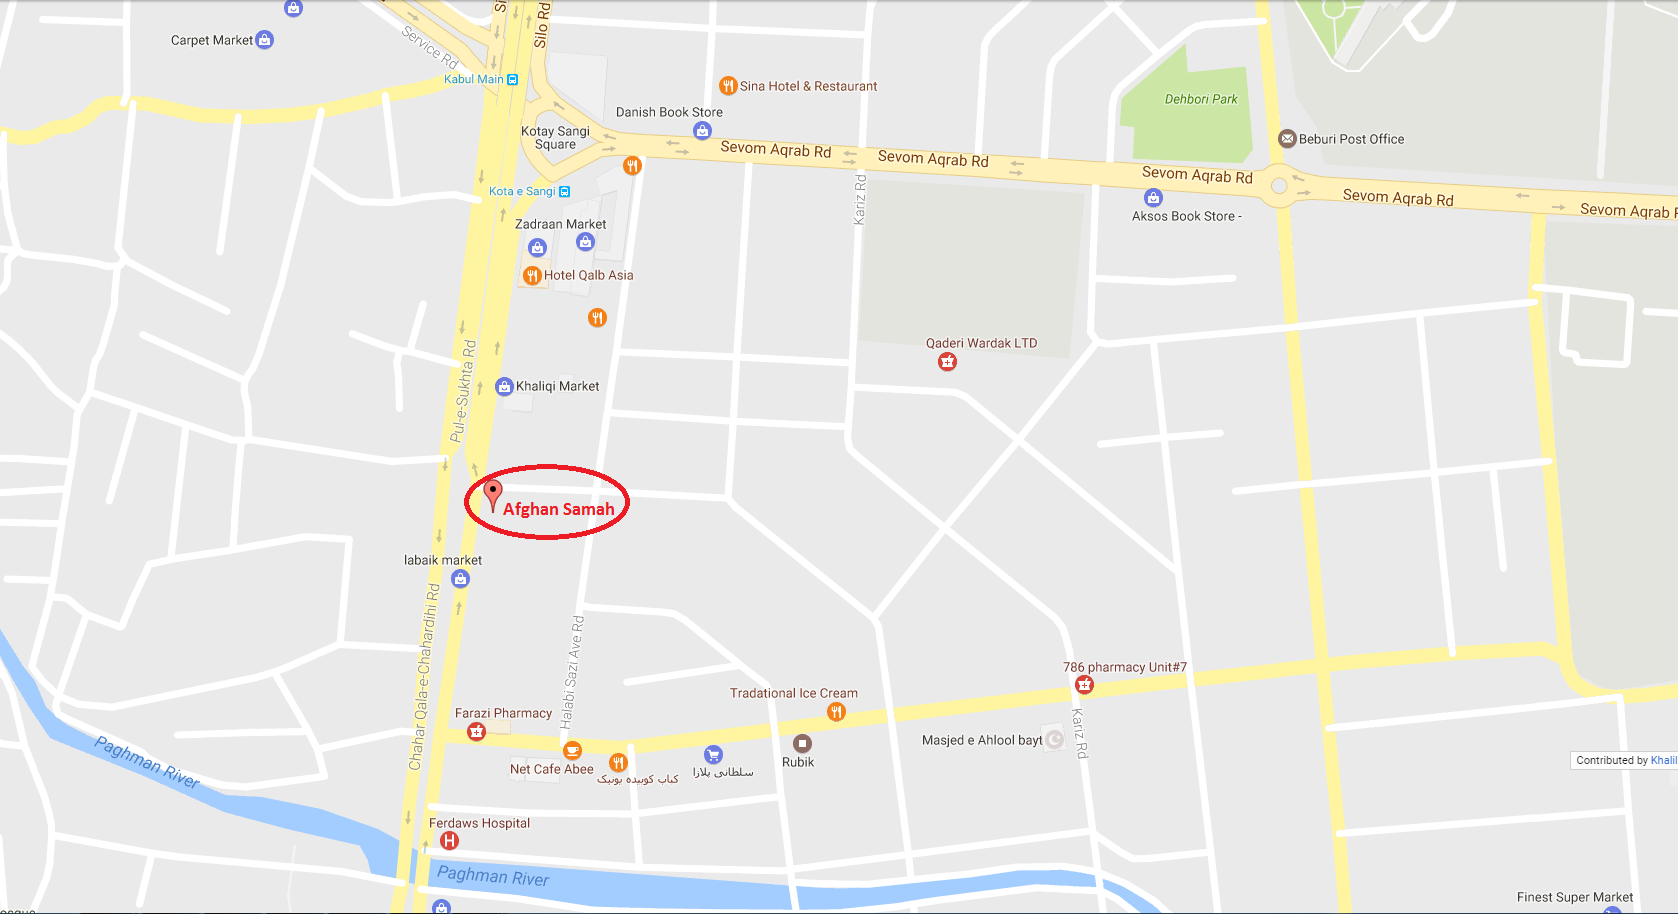 Silo Rd
Carpet Market
Service Rd
Kabul Main
Sina Hotel & Restaurant
Dehbori Park
Danish Book Store
Kotay Sangi
Square
Beburi Post Office
Sevom Aqrab Rd
Sevom Aqrab Rd
Sevom Aqrab Rd
Sevom Aqrab Rd
Sevom Aqrab R
Kota e Sangi
Kariz Rd
Aksos Book Store -
Zadraan Market
Hotel Qalb Asia
Qaderi Wardak LTD
Pul-e-Sukhta Rd
Khaliqi Market
Afghan Samah
labaik market
Chahar Qala-e-Chahardihi Rd
Halabi Sazi Ave Rd
786 pharmacy Unit#7
Tradational Ice Cream
Farazi Pharmacy
Kariz Rd
Masjed e Ahlool bayt
Paghman River
Net Cafe Abee
کباب کوبیده یونیک
سلطانی پلازا
Rubik
Contributed by Khalil
Ferdaws Hospital
Paghman River
Finest Super Market